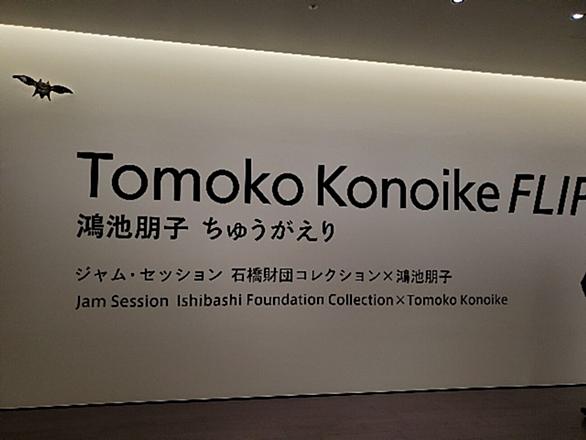 Tomoko Konoike FLIP
鴻池朋子 ちゅうがえり
ジャム・セッション 石橋財団コレクション×鴻池朋子
Jam Session Ishibashi Foundation Collection×Tomoko Konoike